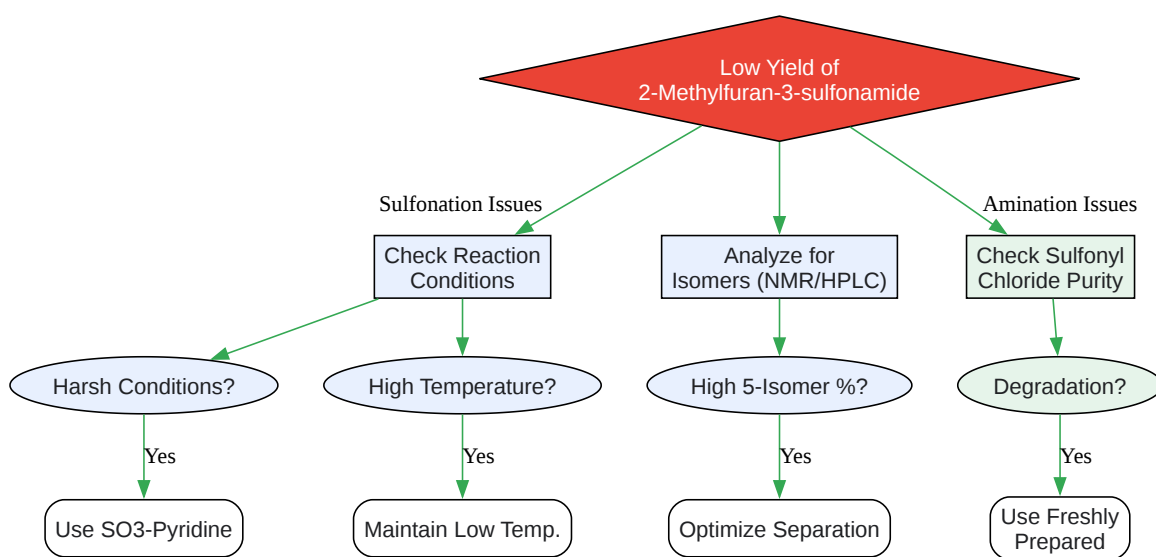 Low Yield of
2-Methylfuran-3-sulfonamide
Sulfonation Issues
Amination Issues
Check Reaction
Conditions
Analyze for
Isomers (NMR/HPLC)
Check Sulfonyl
Chloride Purity
Harsh Conditions?
High Temperature?
High 5-Isomer %?
Degradation?
Yes
Yes
Yes
Yes
Use SO3-Pyridine
Maintain Low Temp.
Optimize Separation
Use Freshly
Prepared